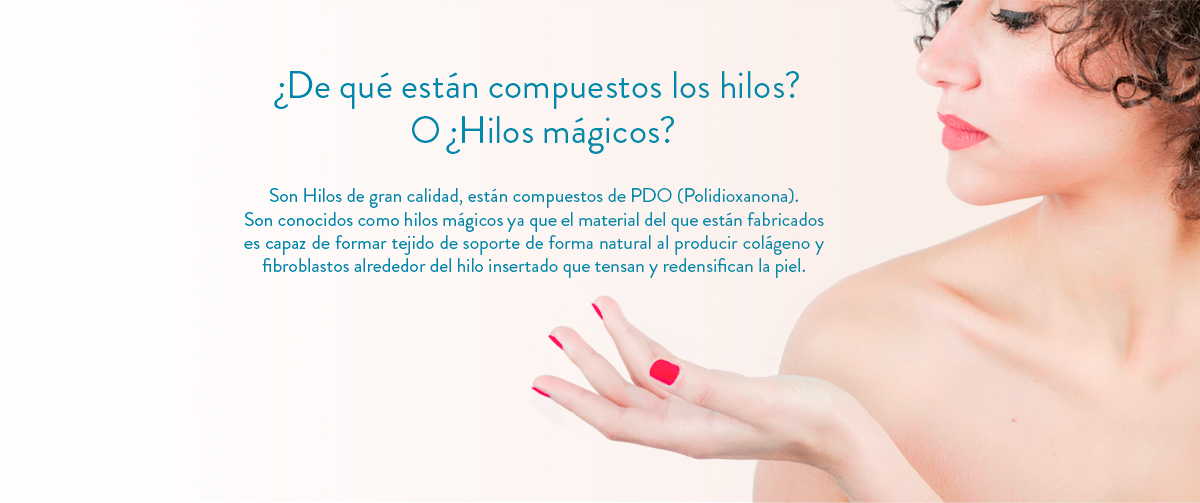 ¿De qué están compuestos los hilos?
O ¿Hilos mágicos?
Son Hilos de gran calidad, están compuestos de PDO (Polidioxanona).
Son conocidos como hilos mágicos ya que el material del que están fabricados
es capaz de formar tejido de soporte de forma natural al producir colágeno y
fibroblastos alrededor del hilo insertado que tensan y redensifican la piel.